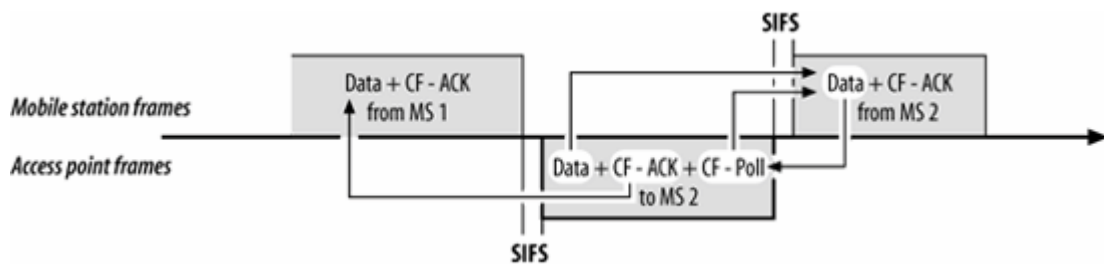 SIFS
Data + CF - ACK
from MS 1
Data + CF - ACK
from MS 2
Mobile station frames
Access point frames
Data + CF - ACK + CF - Poll
to MS 2
SIFS